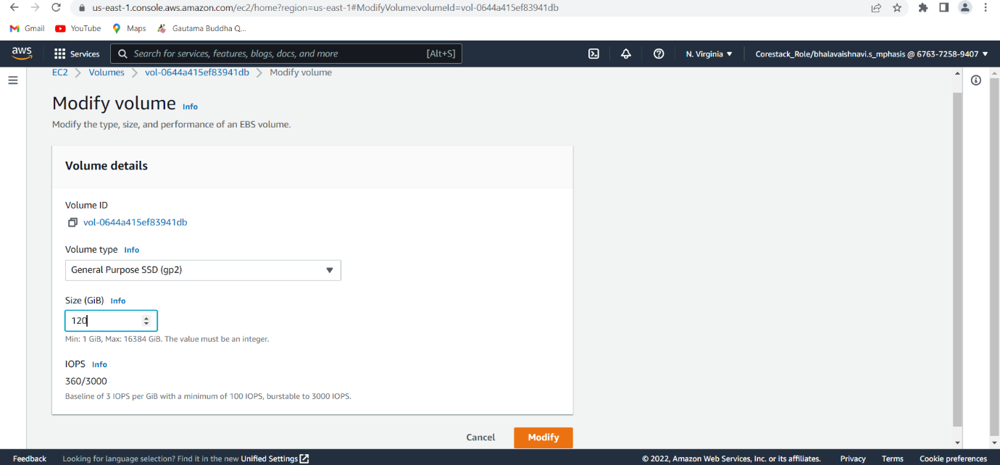 us-east-1.console.aws.amazon.com/ec2/home?region=us-east-1#ModifyVolume:volumeId=vol-0644a415ef83941db
Gmail YouTube Maps Gautama Buddha Q...
aws Services Search for services, features, blogs, docs, and more [Alt+S] N. Virginia Corestack_Role/bhalavaishnavi.s_mphasis @ 6763-7258-9407
EC2 Volumes vol-0644a415ef83941db Modify volume
Modify volume Info
Modify the type, size, and performance of an EBS volume.
Volume details
Volume ID
vol-0644a415ef83941db
Volume type Info
General Purpose SSD (gp2)
Size (GiB) Info
120
Min: 1 GiB, Max: 16384 GiB. The value must be an integer.
IOPS Info
360/3000
Baseline of 3 IOPS per GiB with a minimum of 100 IOPS, burstable to 3000 IOPS.
Cancel Modify
Feedback Looking for language selection? Find it in the new Unified Settings © 2022, Amazon Web Services, Inc. or its affiliates. Privacy Terms Cookie preferences